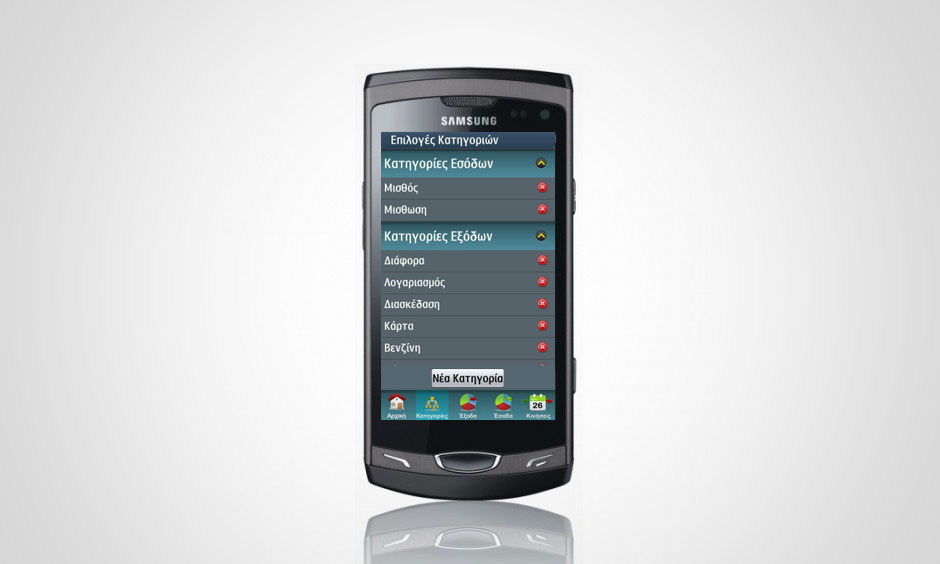 SAMSUNG
Επιλογές Κατηγοριών
Κατηγορίες Εσόδων
Μισθός
Μισθωση
Κατηγορίες Εξόδων
Διάφορα
Λογαριασμός
Διασκέδαση
Κάρτα
Βενζίνη
Νέα Κατηγορία
26
Αρχική Κατηγορίες Έξοδα Έσοδα Κινήσεις